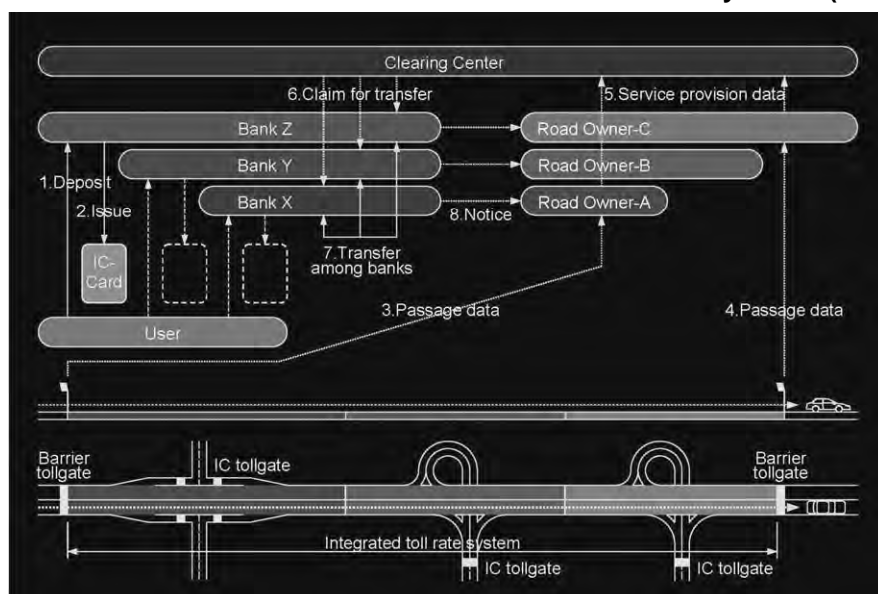 Clearing Center
6.Claim for transfer
5.Service provision data
Bank Z
Road Owner-C
Bank Y
Road Owner-B
1.Deposit
2.Issue
Bank X
Road Owner-A
8.Notice
IC-
Card
7.Transfer
among banks
3.Passage data
4.Passage data
User
Barrier
tollgate
IC tollgate
Barrier
tollgate
Integrated toll rate system
IC tollgate
IC tollgate